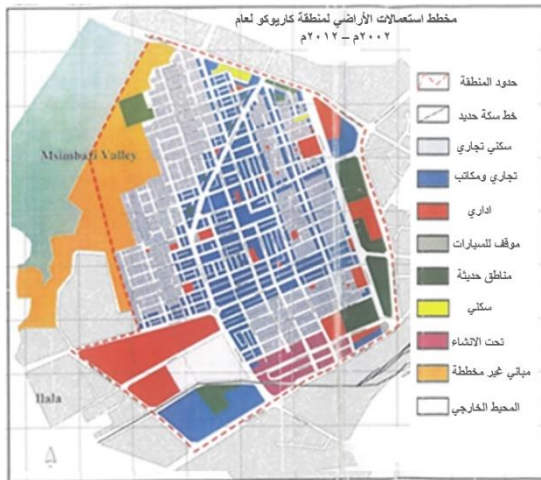 مخطط استعمالات الأراضي لمنطقة كاريوكو لعام
٢٠٠٢م – ٢٠١٢م
حدود المنطقة
خط سكة حديد
سكني تجاري
تجاري ومكاتب
اداري
موقف للسيارات
مناطق حديثة
سكني
تحت الانشاء
مباني غير مخططة
المحيط الخارجي
Msimbazi Valley
Ilala